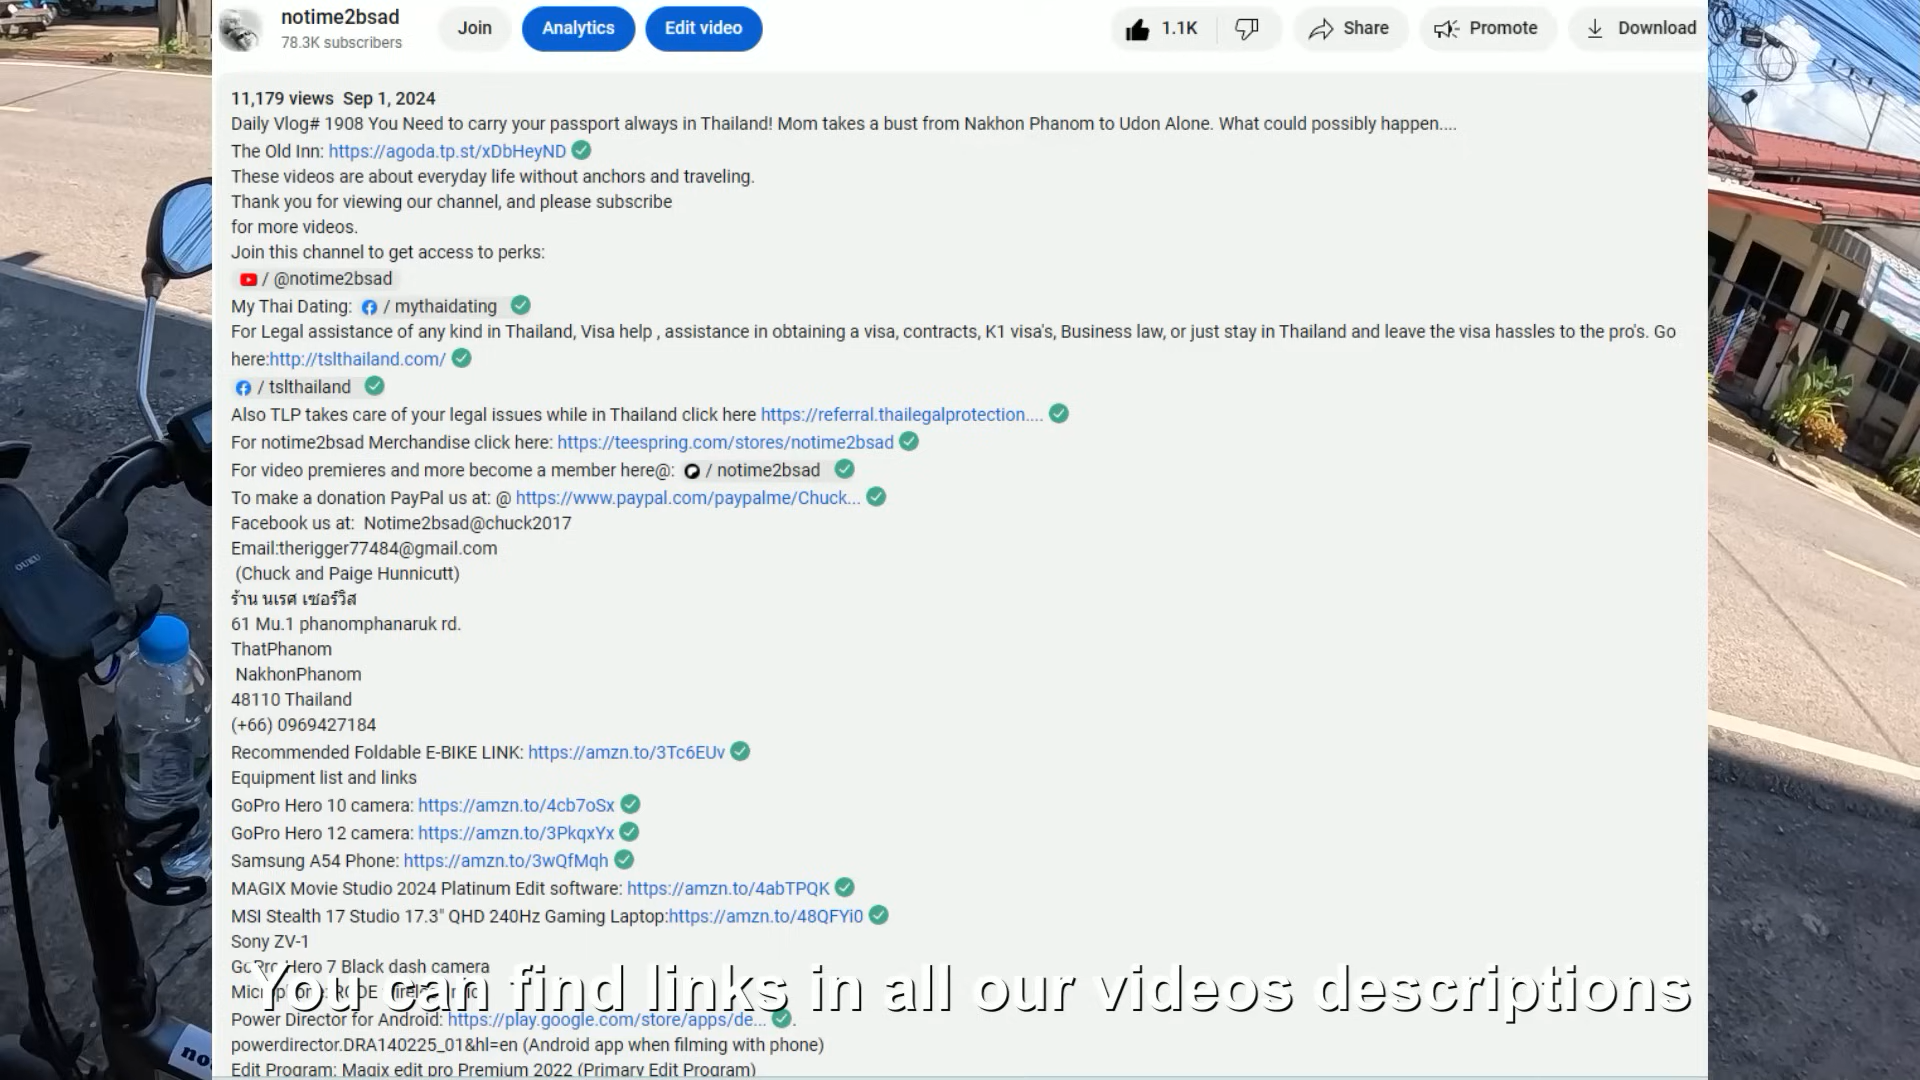 notime2bsad
78.3K subscribers
Join
Analytics
Edit video
1.1K
Share
Promote
Download
11,179 views Sep 1, 2024
Daily Vlog# 1908 You Need to carry your passport always in Thailand! Mom takes a bust from Nakhon Phanom to Udon Alone. What could possibly happen....
The Old Inn: https://agoda.tp.st/xDbHeyND
These videos are about everyday life without anchors and traveling.
Thank you for viewing our channel, and please subscribe
for more videos.
Join this channel to get access to perks:
/ @notime2bsad
My Thai Dating: / mythaidating
For Legal assistance of any kind in Thailand, Visa help , assistance in obtaining a visa, contracts, K1 visa's, Business law, or just stay in Thailand and leave the visa hassles to the pro's. Go
here:http://tslthailand.com/
/ tslthailand
Also TLP takes care of your legal issues while in Thailand click here https://referral.thailegalprotection....
For notime2bsad Merchandise click here: https://teespring.com/stores/notime2bsad
For video premieres and more become a member here@: / notime2bsad
To make a donation PayPal us at: @ https://www.paypal.com/paypalme/Chuck...
Facebook us at: Notime2bsad@chuck2017
Email:therigger77484@gmail.com
(Chuck and Paige Hunnicutt)
ร้าน นเรศ เซอร์วิส
61 Mu.1 phanomphanaruk rd.
ThatPhanom
NakhonPhanom
48110 Thailand
(+66) 0969427184
Recommended Foldable E-BIKE LINK: https://amzn.to/3Tc6EUv
Equipment list and links
GoPro Hero 10 camera: https://amzn.to/4cb7oSx
GoPro Hero 12 camera: https://amzn.to/3PkqxYx
Samsung A54 Phone: https://amzn.to/3wQfMqh
MAGIX Movie Studio 2024 Platinum Edit software: https://amzn.to/4abTPQK
MSI Stealth 17 Studio 17.3" QHD 240Hz Gaming Laptop:https://amzn.to/48QFYi0
Sony ZV-1
GoPro Hero 7 Black dash camera
You can find links in all our videos descriptions
Power Director for Android: https://play.google.com/store/apps/de... .
powerdirector.DRA140225_01&hl=en (Android app when filming with phone)
Edit Program: Magix edit pro Premium 2022 (Primary Edit Program)
OUKU